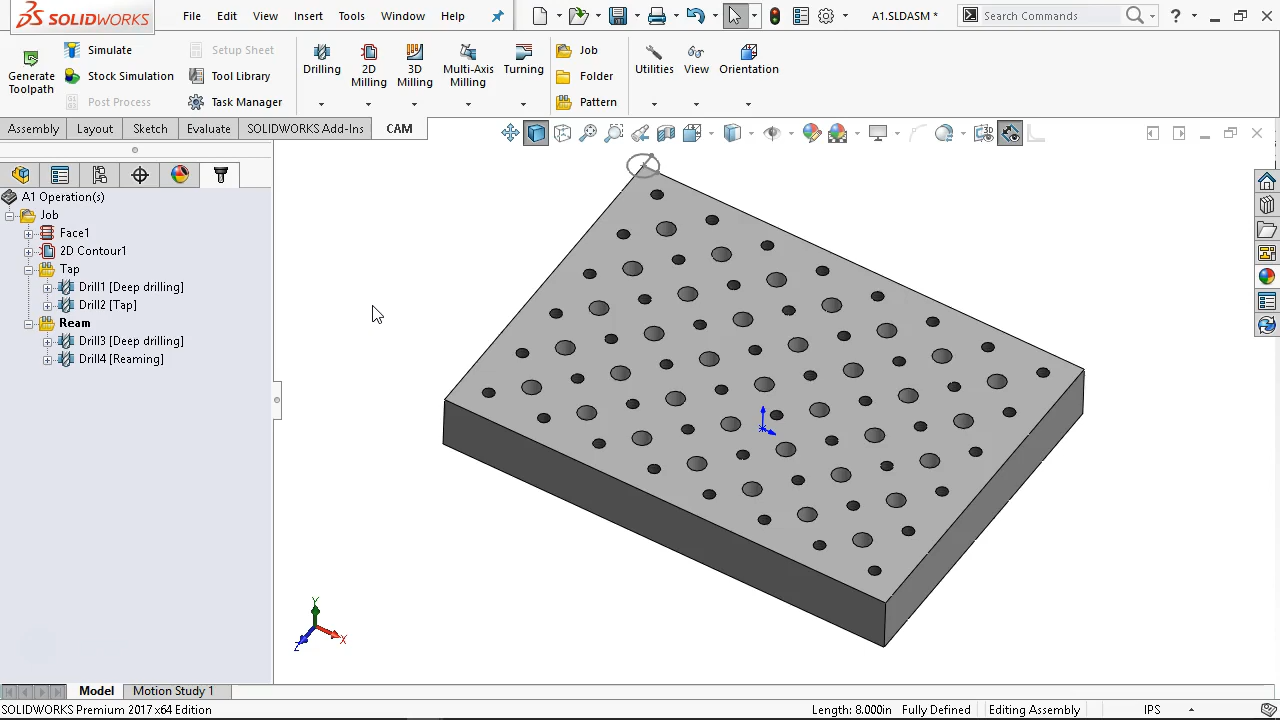 SOLIDWORKS File Edit View Insert Tools Window Help A1.SLDASM * Search Commands ?
Generate Toolpath
Simulate
Stock Simulation
Post Process
Setup Sheet
Tool Library
Task Manager
Drilling
2D Milling
3D Milling
Multi-Axis Milling
Turning
Job
Folder
Pattern
Utilities
View
Orientation
Assembly Layout Sketch Evaluate SOLIDWORKS Add-Ins CAM
A1 Operation(s)
Job
Face1
2D Contour1
Tap
Drill1 [Deep drilling]
Drill2 [Tap]
Ream
Drill3 [Deep drilling]
Drill4 [Reaming]
Y
X
Z
Model Motion Study 1
SOLIDWORKS Premium 2017 x64 Edition Length: 8.000in Fully Defined Editing Assembly IPS